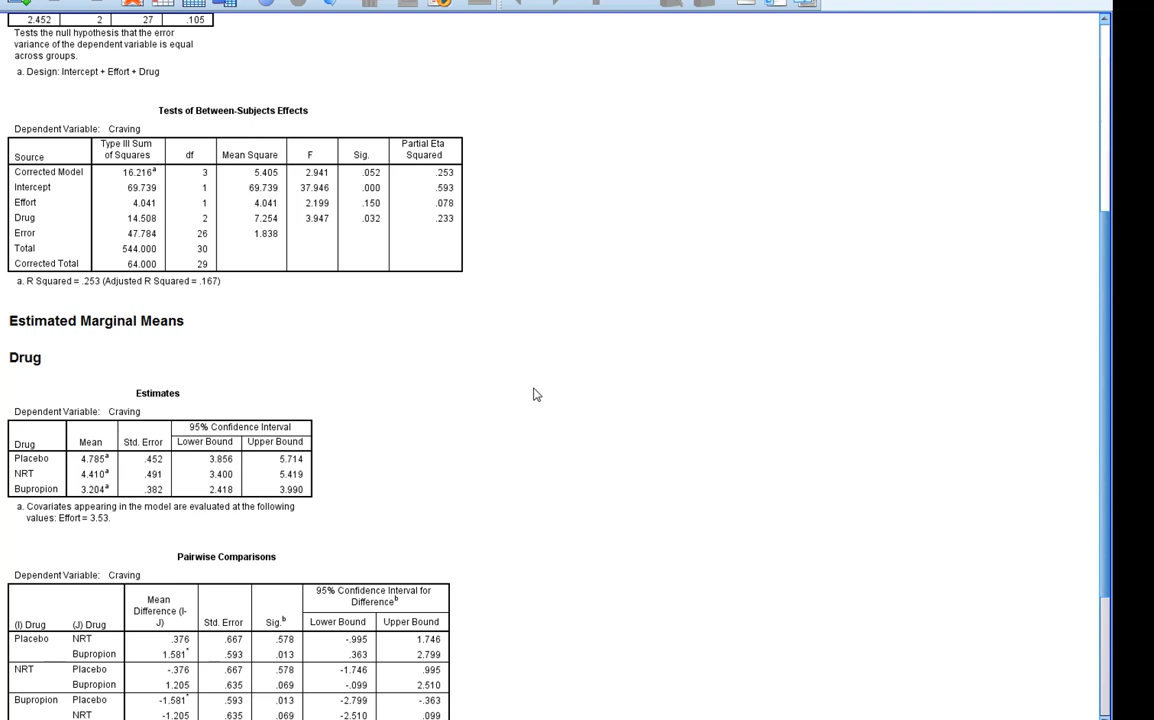 2.452 2 27 .105
Tests the null hypothesis that the error
variance of the dependent variable is equal
across groups.
a. Design: Intercept + Effort + Drug
Tests of Between-Subjects Effects
Dependent Variable: Craving
Source Type III Sum of Squares df Mean Square F Sig. Partial Eta Squared
Corrected Model 16.216a 3 5.405 2.941 .052 .253
Intercept 69.739 1 69.739 37.946 .000 .593
Effort 4.041 1 4.041 2.199 .150 .078
Drug 14.508 2 7.254 3.947 .032 .233
Error 47.784 26 1.838
Total 544.000 30
Corrected Total 64.000 29
a. R Squared = .253 (Adjusted R Squared = .167)
Estimated Marginal Means
Drug
Estimates
Dependent Variable: Craving
95% Confidence Interval
Drug Mean Std. Error Lower Bound Upper Bound
Placebo 4.785a .452 3.856 5.714
NRT 4.410a .491 3.400 5.419
Bupropion 3.204a .382 2.418 3.990
a. Covariates appearing in the model are evaluated at the following
values: Effort = 3.53.
Pairwise Comparisons
Dependent Variable: Craving
95% Confidence Interval for Differenceb
(I) Drug (J) Drug Mean Difference (I-J) Std. Error Sig.b Lower Bound Upper Bound
Placebo NRT .376 .667 .578 -.995 1.746
Bupropion 1.581* .593 .013 .363 2.799
NRT Placebo -.376 .667 .578 -1.746 .995
Bupropion 1.205 .635 .069 -.099 2.510
Bupropion Placebo -1.581* .593 .013 -2.799 -.363
NRT -1.205 .635 .069 -2.510 .099